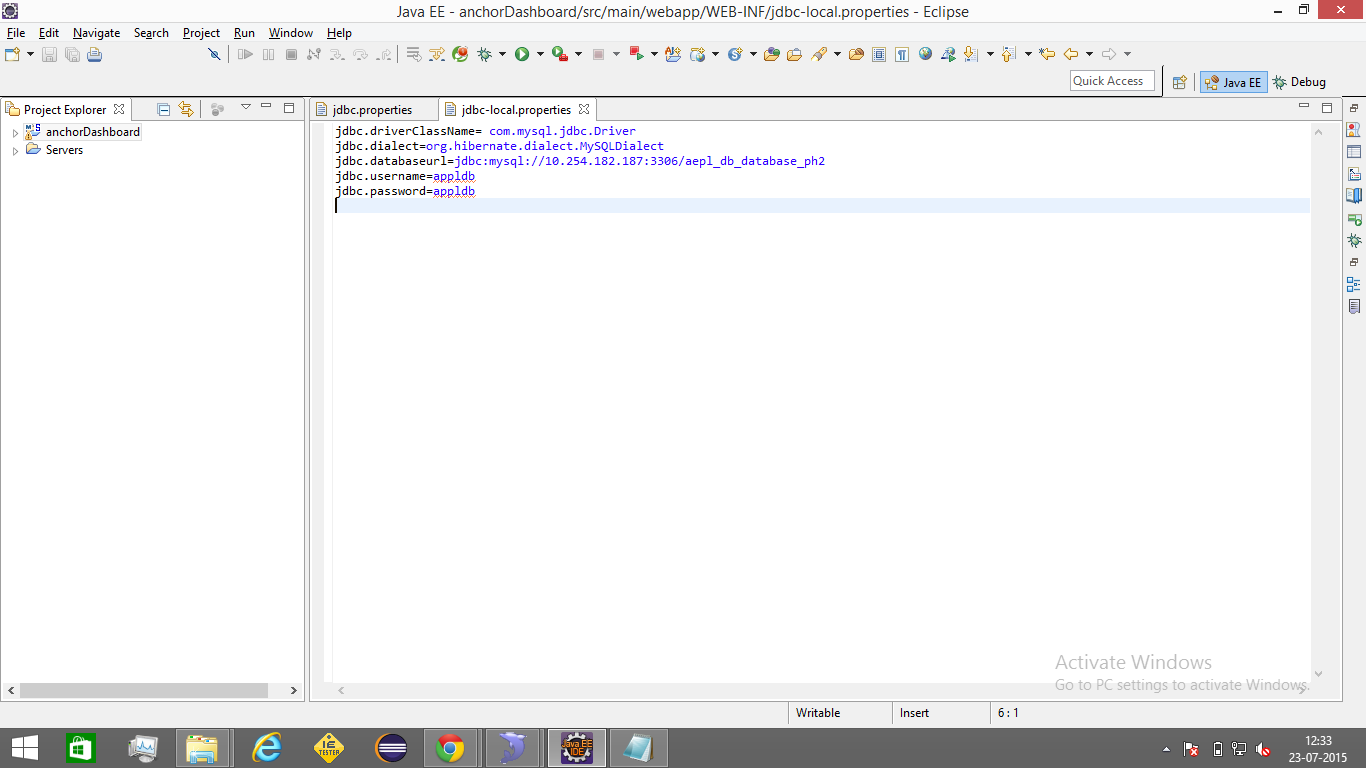 Java EE - anchorDashboard/src/main/webapp/WEB-INF/jdbc-local.properties - Eclipse
File Edit Navigate Search Project Run Window Help
Quick Access
Java EE
Debug
Project Explorer
jdbc.properties
jdbc-local.properties
anchorDashboard
Servers
jdbc.driverClassName= com.mysql.jdbc.Driver
jdbc.dialect=org.hibernate.dialect.MySQLDialect
jdbc.databaseurl=jdbc:mysql://10.254.182.187:3306/aepl_db_database_ph2
jdbc.username=appldb
jdbc.password=appldb
Activate Windows
Go to PC settings to activate Windows.
Writable
Insert
6 : 1
IE
TESTER
Java EE
IDE
12:33
23-07-2015